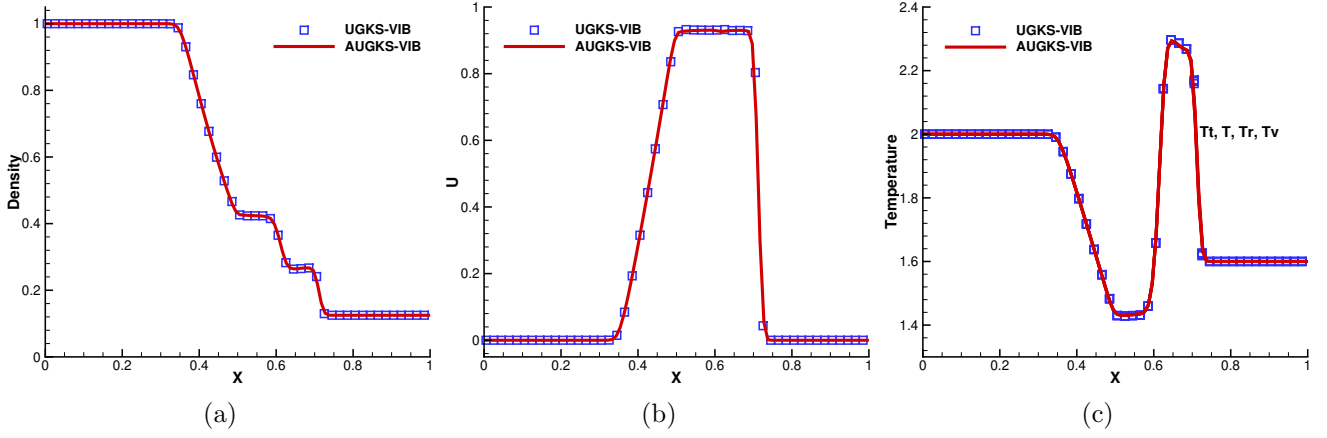 Density
1
0.8
0.6
0.4
0.2
0
0
0.2
0.4
0.6
0.8
1
X
UGKS-VIB
AUGKS-VIB
(a)
U
1
0.8
0.6
0.4
0.2
0
0
0.2
0.4
0.6
0.8
1
X
UGKS-VIB
AUGKS-VIB
(b)
Temperature
2.4
2.2
2
1.8
1.6
1.4
0
0.2
0.4
0.6
0.8
1
X
UGKS-VIB
AUGKS-VIB
Tt, T, Tr, Tv
(c)